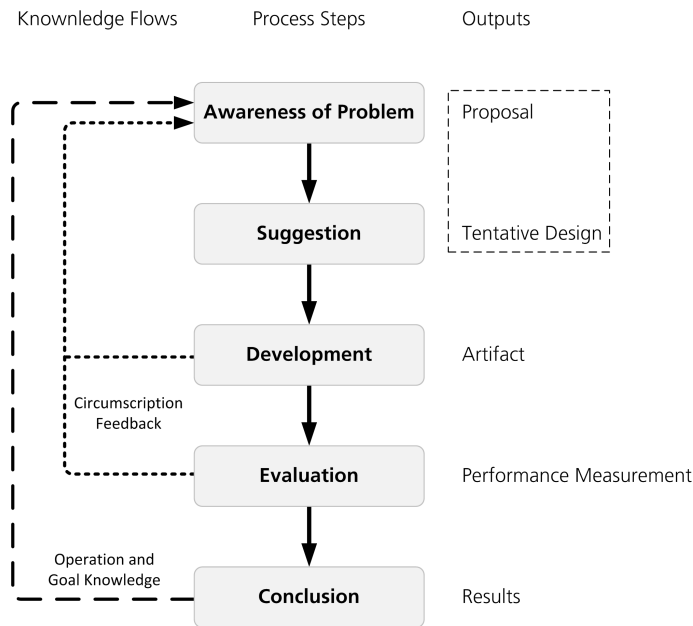 Knownledge Flows
Process Steps
Outputs
Awareness of Problem
Proposal
Suggestion
Tentative Design
Development
Artifact
Circumscription
Feedback
Evaluation
Performance Measurement
Operation and
Goal Knowledge
Conclusion
Results